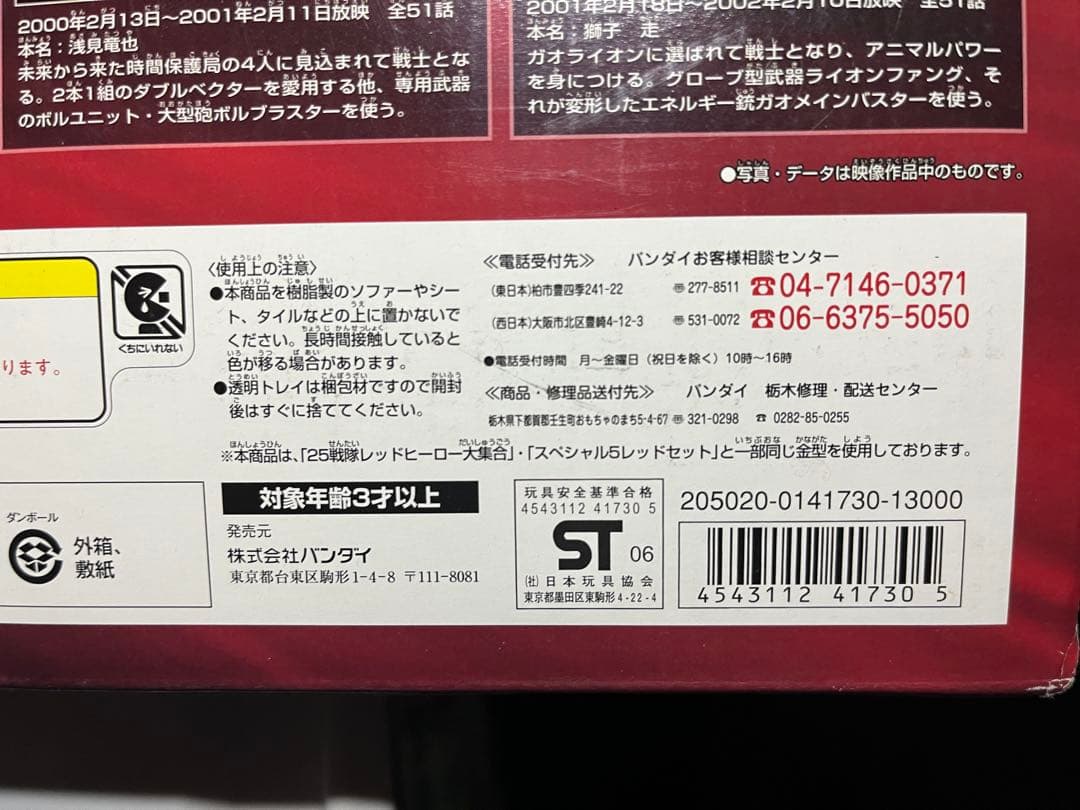 2000年2月13日～2001年2月11日放映　全51話
本名：浅見竜也
未来から来た時間保護局の4人に見込まれて戦士とな
る。2本1組のダブルベクターを愛用する他、専用武器
のボルユニット・大型砲ボルブラスターを使う。
2001年2月18日～2002年2月10日放映　全51話
本名：獅子　走
ガオライオンに選ばれて戦士となり、アニマルパワー
を身につける。グローブ型武器ライオンファング、そ
れが変形したエネルギー銃ガオメインバスターを使う。
●写真・データは映像作品中のものです。
ります。
くちにいれない
〈使用上の注意〉
●本商品を樹脂製のソファーやシー
ト、タイルなどの上に置かないで
ください。長時間接触していると
色が移る場合があります。
●透明トレイは梱包材ですので開封
後はすぐに捨ててください。
≪電話受付先≫　バンダイお客様相談センター
(東日本)柏市豊四季241-22　〠277-8511　☎04-7146-0371
(西日本)大阪市北区豊崎4-12-3　〠531-0072　☎06-6375-5050
●電話受付時間　月～金曜日（祝日を除く）10時～16時
≪商品・修理品送付先≫　バンダイ　栃木修理・配送センター
栃木県下都賀郡壬生町おもちゃのまち5-4-67 〠321-0298　☎ 0282-85-0255
※本商品は、「25戦隊レッドヒーロー大集合」・「スペシャル5レッドセット」と一部同じ金型を使用しております。
ダンボール
外箱、
敷紙
対象年齢3才以上
発売元
株式会社バンダイ
東京都台東区駒形1-4-8 〒111-8081
玩具安全基準合格
4543112 41730 5
ST 06
(社)日本玩具協会
東京都墨田区東駒形4-22-4
205020-0141730-13000
4543112 41730 5